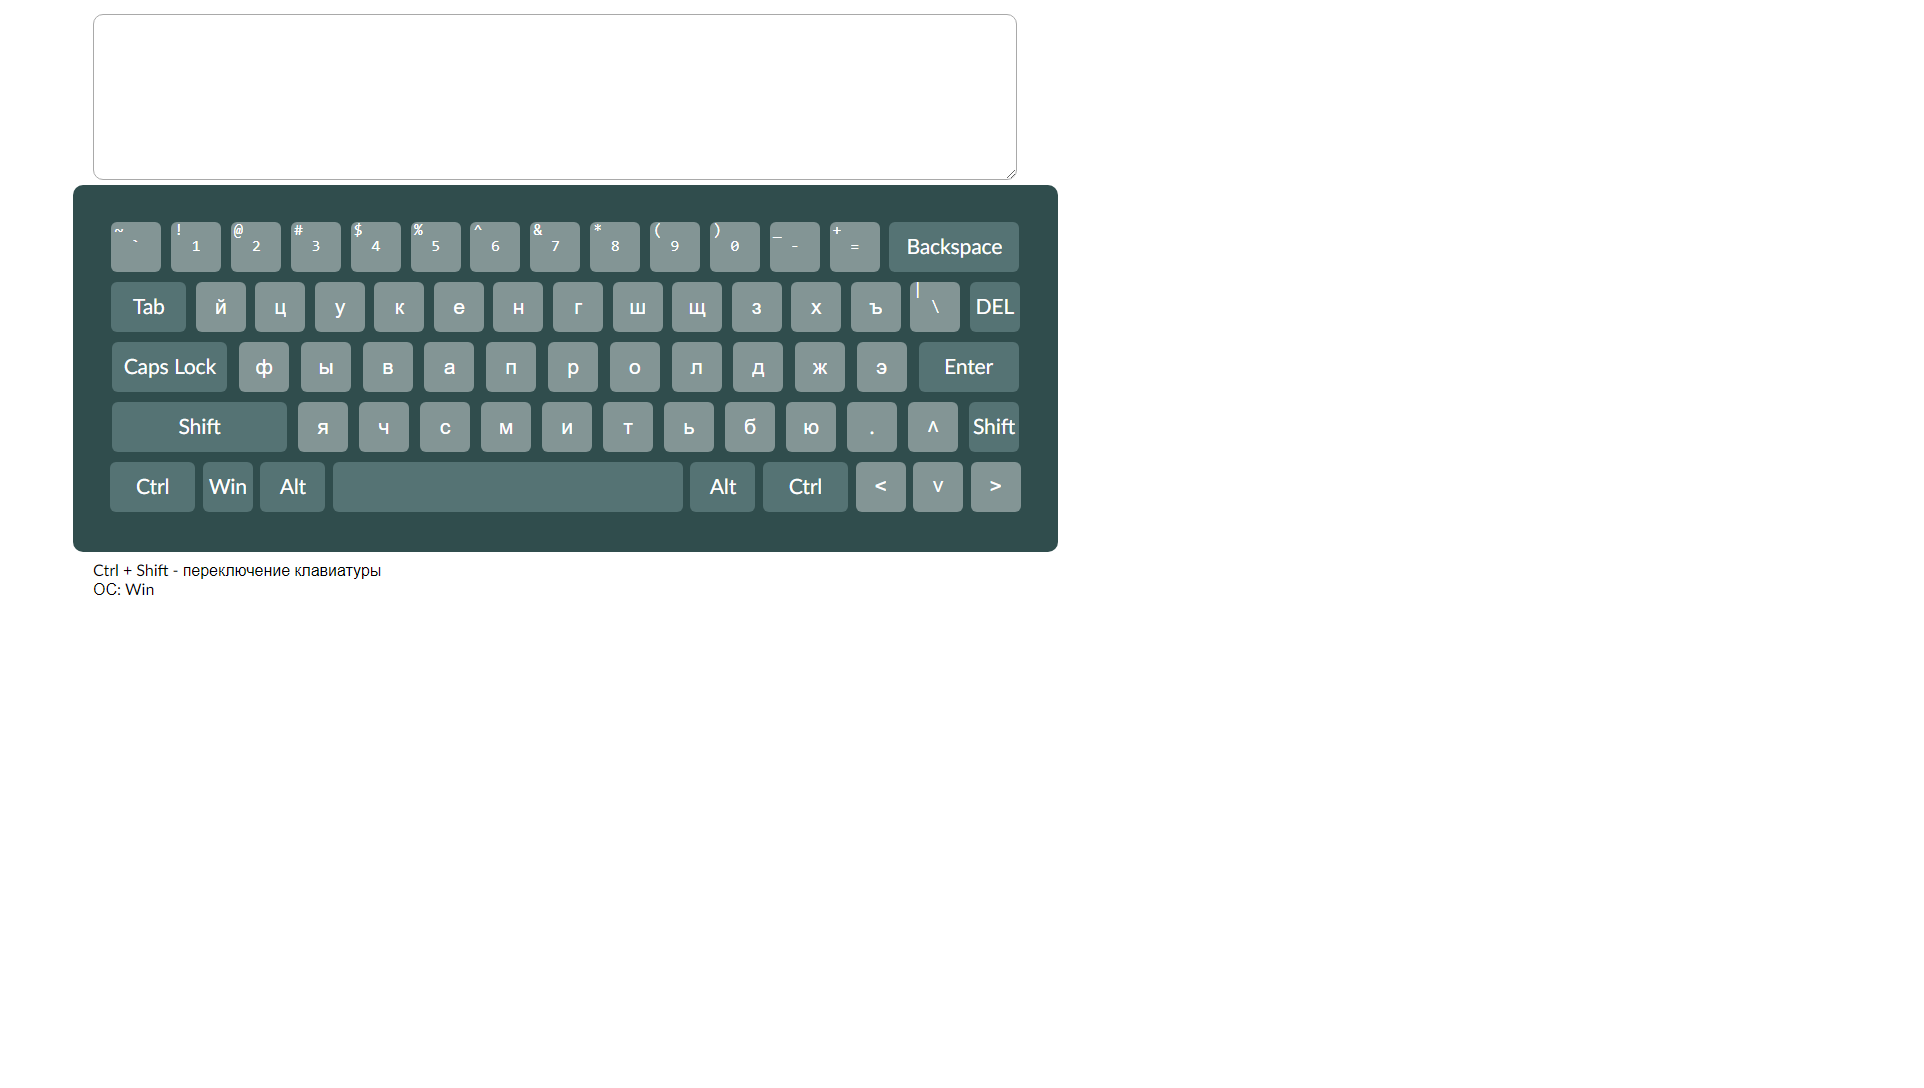 ~ ` ! 1 @ 2 # 3 $ 4 % 5 ^ 6 & 7 * 8 ( 9 ) 0 _ - + = Backspace
Tab й ц у к е н г ш щ з х ъ | \ DEL
Caps Lock ф ы в а п р о л д ж э Enter
Shift я ч с м и т ь б ю . ^ Shift
Ctrl Win Alt Alt Ctrl < v >
Ctrl + Shift - переключение клавиатуры
ОС: Win